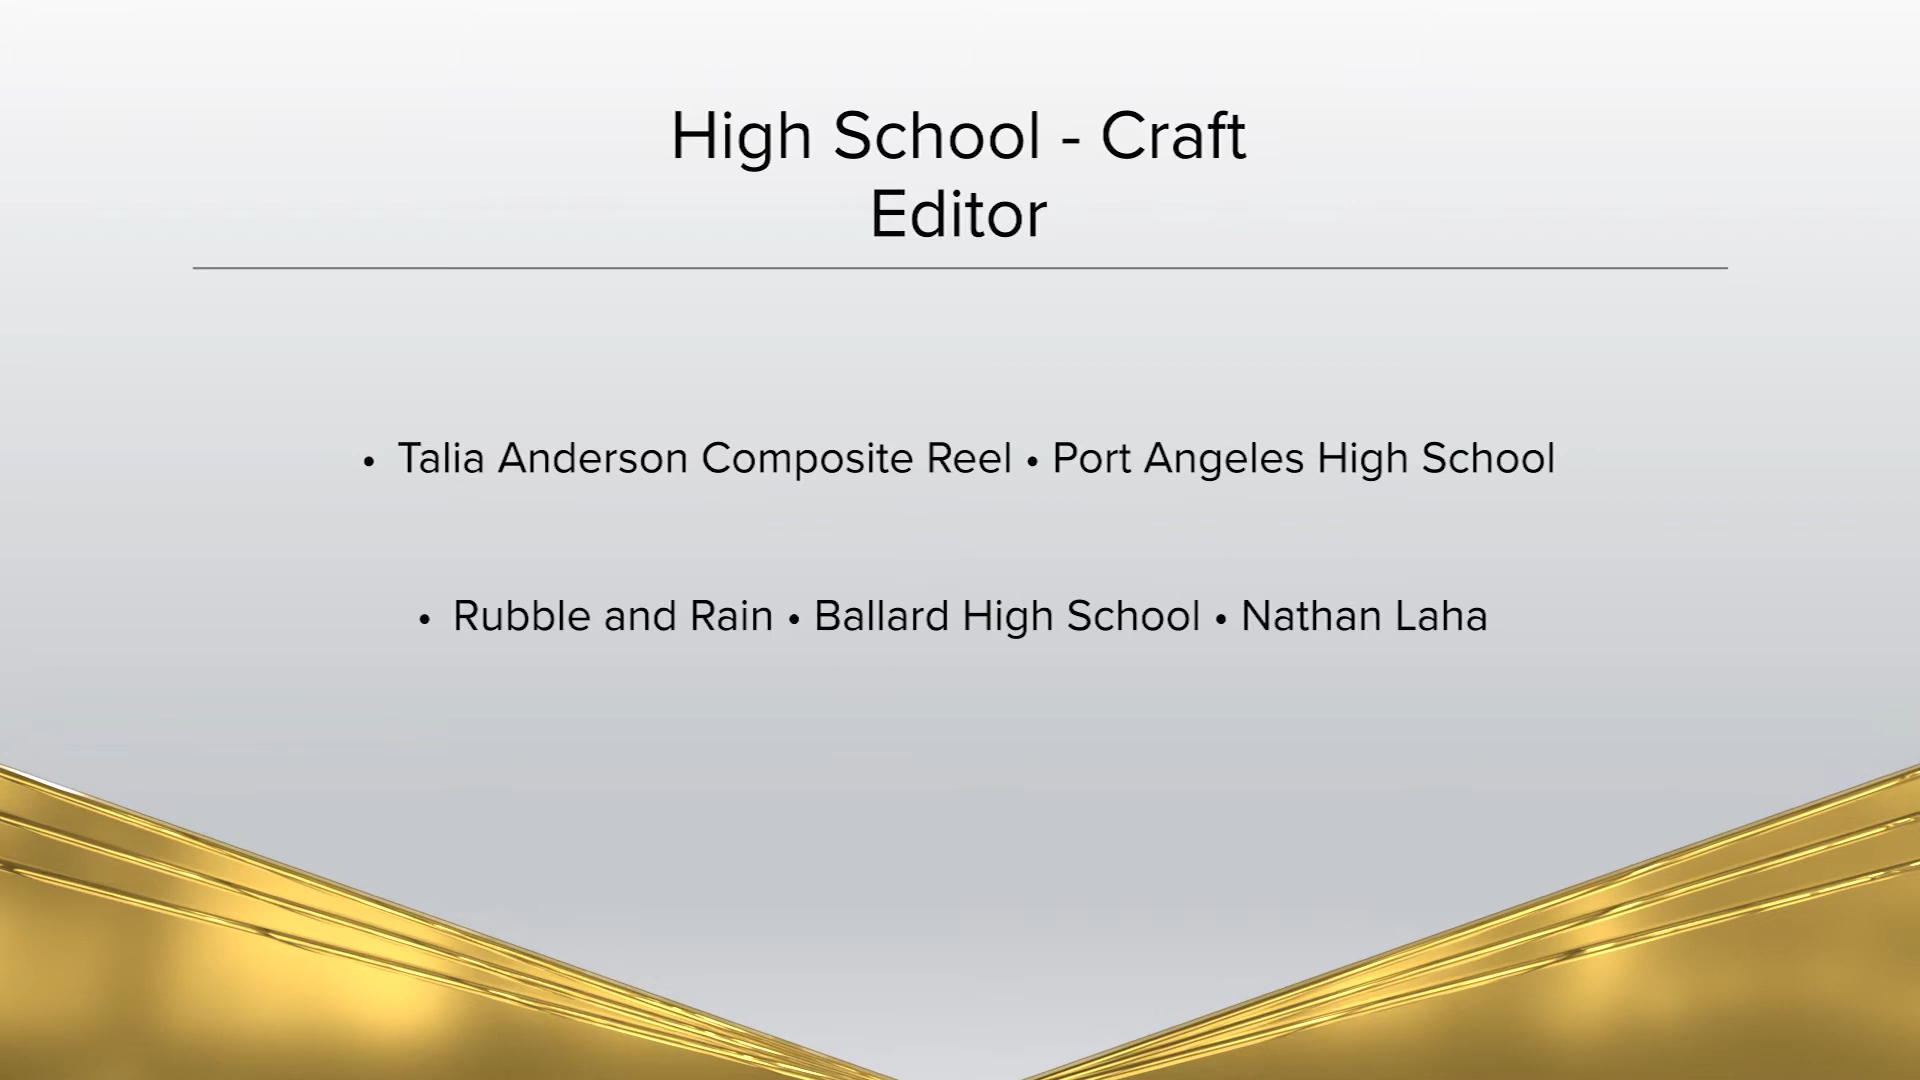 High School - Craft
Editor
• Talia Anderson Composite Reel • Port Angeles High School
• Rubble and Rain • Ballard High School • Nathan Laha